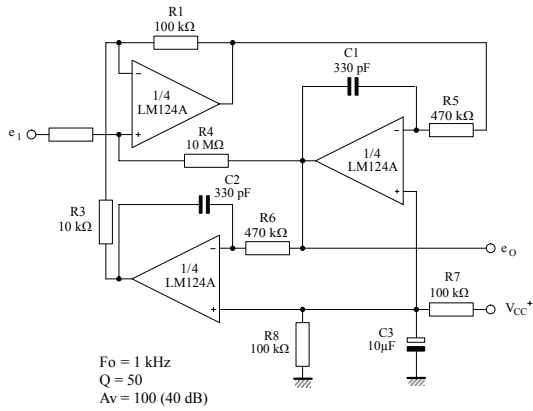 R1
100 kΩ
C1
330 pF
1/4
LM124A
R5
470 kΩ
e1
R4
10 MΩ
1/4
LM124A
C2
330 pF
R3
10 kΩ
R6
470 kΩ
1/4
LM124A
eO
R7
100 kΩ
VCC+
R8
100 kΩ
C3
10μF
Fo = 1 kHz
Q = 50
Av = 100 (40 dB)